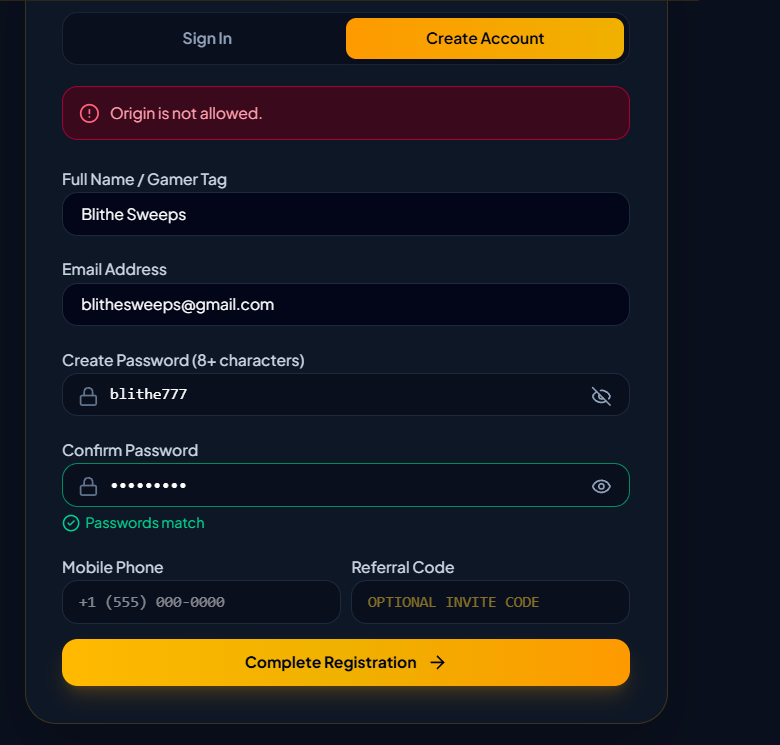 Sign In
Create Account
Origin is not allowed.
Full Name / Gamer Tag
Blithe Sweeps
Email Address
blithesweeps@gmail.com
Create Password (8+ characters)
blithe777
Confirm Password
•••••••••
Passwords match
Mobile Phone
Referral Code
+1 (555) 000-0000
OPTIONAL INVITE CODE
Complete Registration →